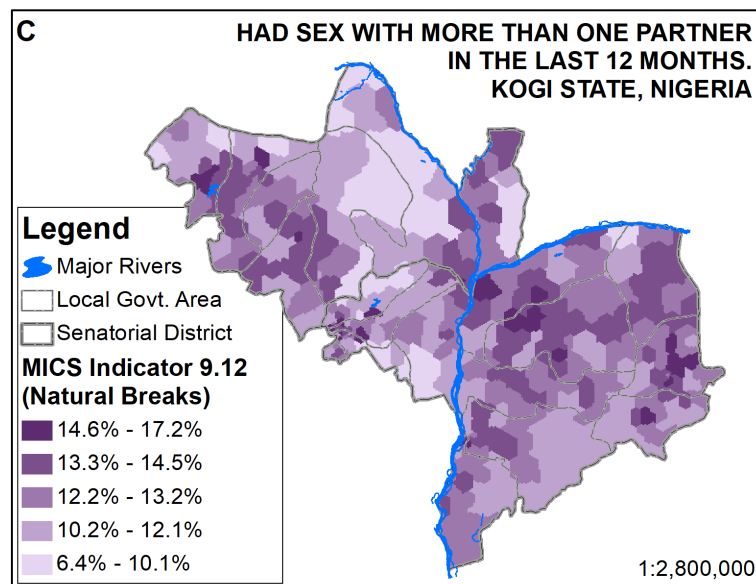 C
HAD SEX WITH MORE THAN ONE PARTNER
IN THE LAST 12 MONTHS.
KOGI STATE, NIGERIA
Legend
Major Rivers
Local Govt. Area
Senatorial District
MICS Indicator 9.12
(Natural Breaks)
14.6% - 17.2%
13.3% - 14.5%
12.2% - 13.2%
10.2% - 12.1%
6.4% - 10.1%
1:2,800,000